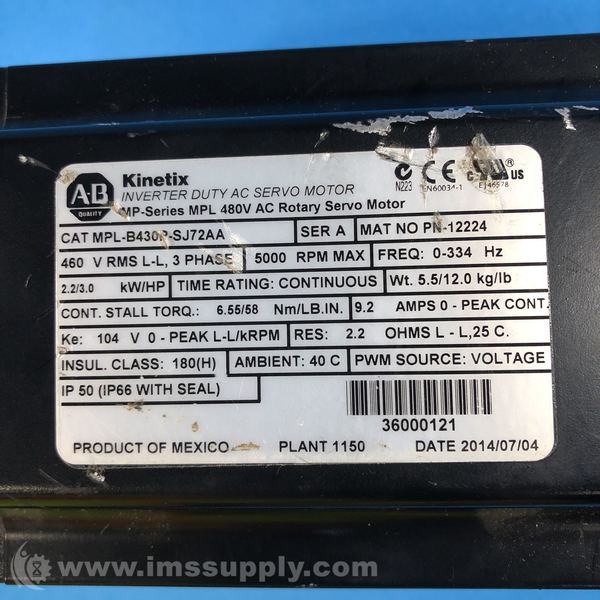 A-B
QUALITY
Kinetix
INVERTER DUTY AC SERVO MOTOR
MP-Series MPL 480V AC Rotary Servo Motor
N223
EN60034-1
US
CAT MPL-B430P-SJ72AA SER A MAT NO PN-12224
460 V RMS L-L, 3 PHASE 5000 RPM MAX FREQ: 0-334 Hz
2.2/3.0 kW/HP TIME RATING: CONTINUOUS Wt. 5.5/12.0 kg/lb
CONT. STALL TORQ: 6.55/58 Nm/LB.IN. 9.2 AMPS 0 - PEAK CONT.
Ke: 104 V 0 - PEAK L-L/kRPM RES: 2.2 OHMS L - L,25 C.
INSUL. CLASS: 180(H) AMBIENT: 40 C PWM SOURCE: VOLTAGE
IP 50 (IP66 WITH SEAL)
36000121
PRODUCT OF MEXICO PLANT 1150 DATE 2014/07/04
www.imssupply.com